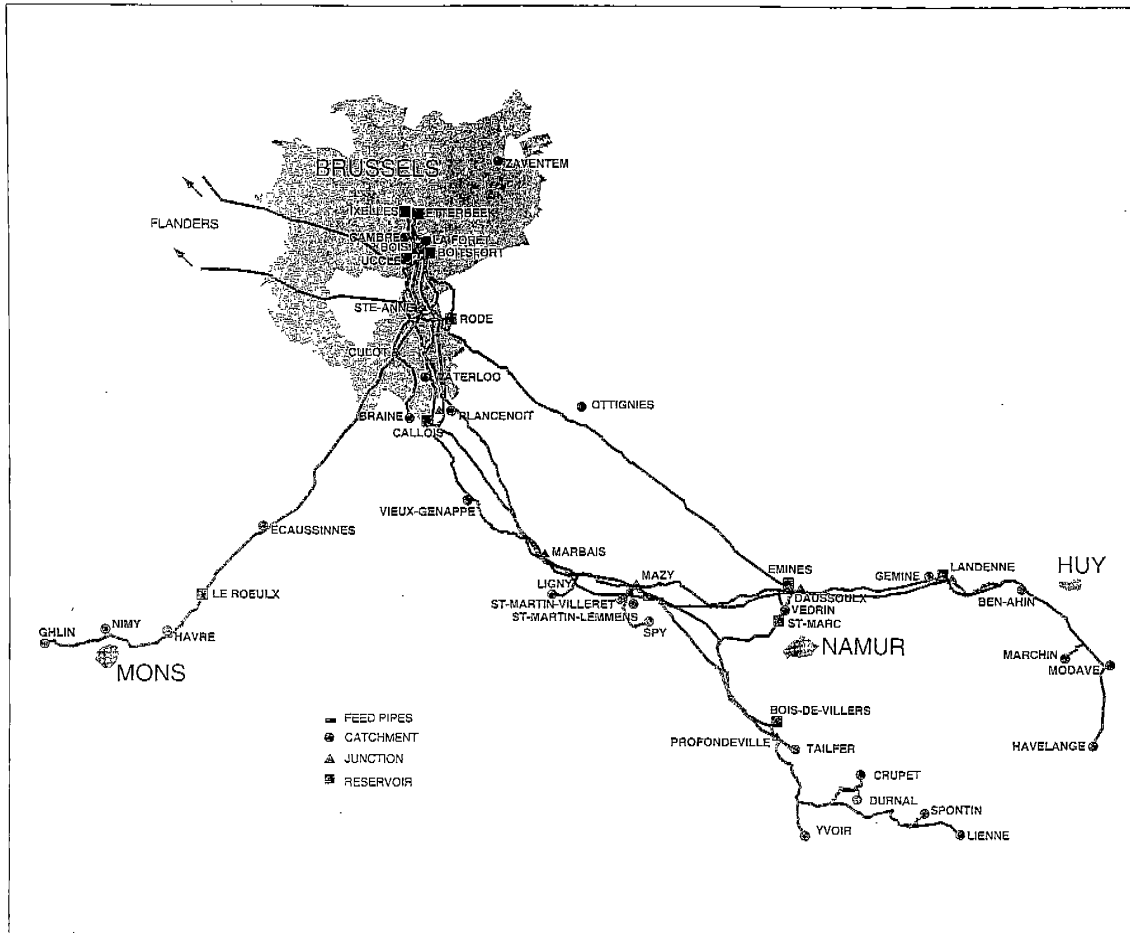 BRUSSELS
ZAVENTEM
IXELLES
ETTERBEEK
FLANDERS
CAMBRE
LA FORET
BOIS
BOITSFORT
UCCLE
STE-ANNE
RODE
CULOT
WATERLOO
OTTIGNIES
BRAINE
PLANCENOIT
CALLOIS
VIEUX-GENAPPE
ECAUSSINNES
MARBAIS
MAZY
EMINES
GEMINE
LANDENNE
HUY
LIGNY
DAUSSOULX
BEN-AHIN
LE ROEULX
ST-MARTIN-VILLERET
VEDRIN
ST-MARTIN-LEMMENS
ST-MARC
SPY
GHLIN
NIMY
HAVRE
NAMUR
MARCHIN
MODAVE
MONS
BOIS-DE-VILLERS
FEED PIPES
CATCHMENT
PROFONDEVILLE
TAILFER
HAVELANGE
JUNCTION
RESERVOIR
CRUPET
DURNAL
SPONTIN
YVOIR
LIENNE